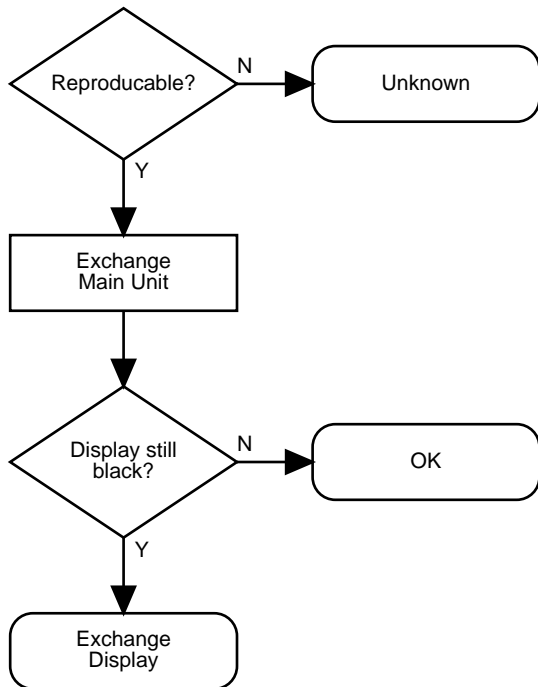 Reproducable?
N
Unknown
Y
Exchange
Main Unit
Display still
black?
N
OK
Y
Exchange
Display